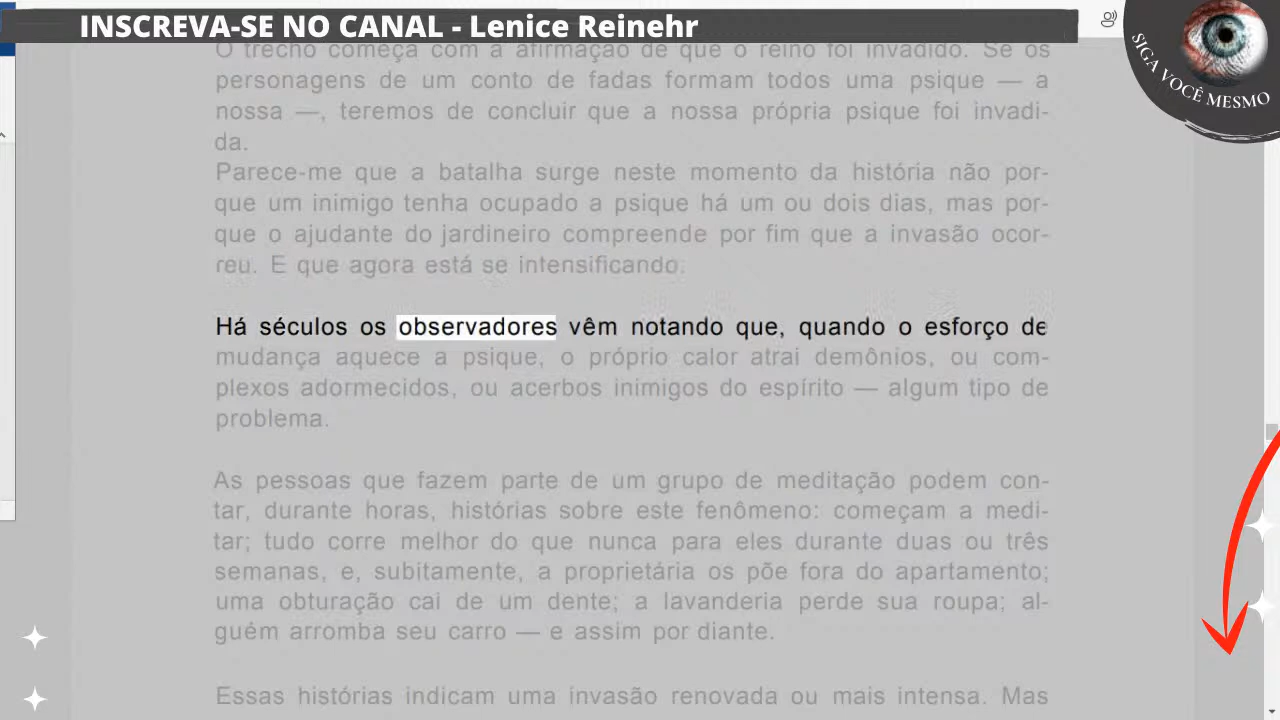 INSCREVA-SE NO CANAL - Lenice Reinehr
SIGA VOCÊ MESMO
O trecho começa com a afirmação de que o reino foi invadido. Se os
personagens de um conto de fadas formam todos uma psique — a
nossa —, teremos de concluir que a nossa própria psique foi invadi-
da.
Parece-me que a batalha surge neste momento da história não por-
que um inimigo tenha ocupado a psique há um ou dois dias, mas por-
que o ajudante do jardineiro compreende por fim que a invasão ocor-
reu. E que agora está se intensificando.
Há séculos os observadores vêm notando que, quando o esforço de
mudança aquece a psique, o próprio calor atrai demônios, ou com-
plexos adormecidos, ou acerbos inimigos do espírito — algum tipo de
problema.
As pessoas que fazem parte de um grupo de meditação podem con-
tar, durante horas, histórias sobre este fenômeno: começam a medi-
tar; tudo corre melhor do que nunca para eles durante duas ou três
semanas, e, subitamente, a proprietária os põe fora do apartamento;
uma obturação cai de um dente; a lavanderia perde sua roupa; al-
guém arromba seu carro — e assim por diante.
Essas histórias indicam uma invasão renovada ou mais intensa. Mas